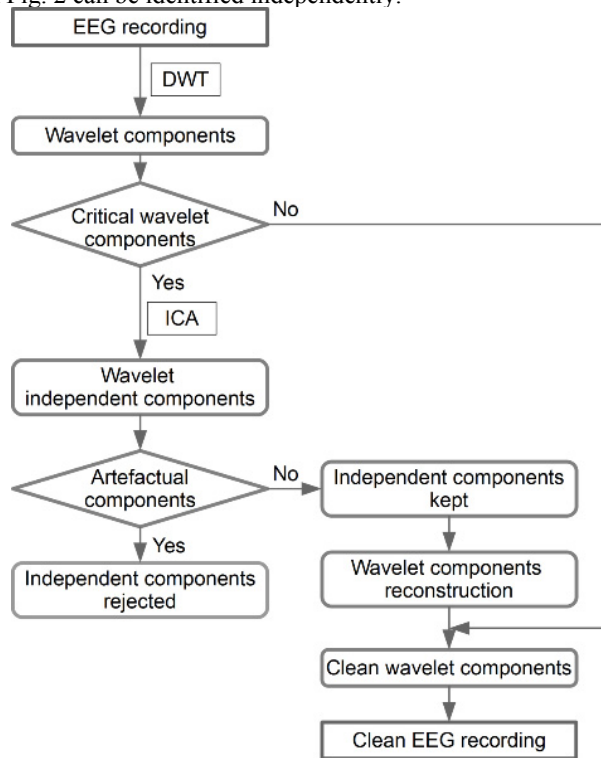 Fig. 2 can be identified independently.
EEG recording
DWT
Wavelet components
Critical wavelet
components
No
Yes
ICA
Wavelet
independent components
Artefactual
components
No
Independent components
kept
Yes
Independent components
rejected
Wavelet components
reconstruction
Clean wavelet components
Clean EEG recording